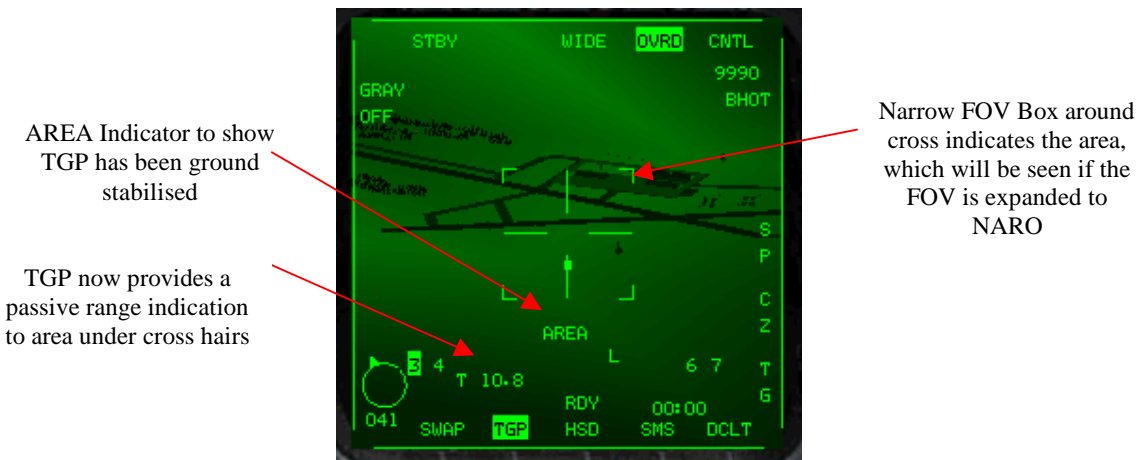 STBY WIDE OVRD CNTL
9990
GRAY BHOT
OFF
AREA Indicator to show
TGP has been ground
stabilised
Narrow FOV Box around
cross indicates the area,
which will be seen if the
FOV is expanded to
NARO
S
P
C
Z
T
G
TGP now provides a
passive range indication
to area under cross hairs
AREA
L
3 4 6 7
T 10.8
RDY 00:00
041
SWAP TGP HSD SMS DCLT